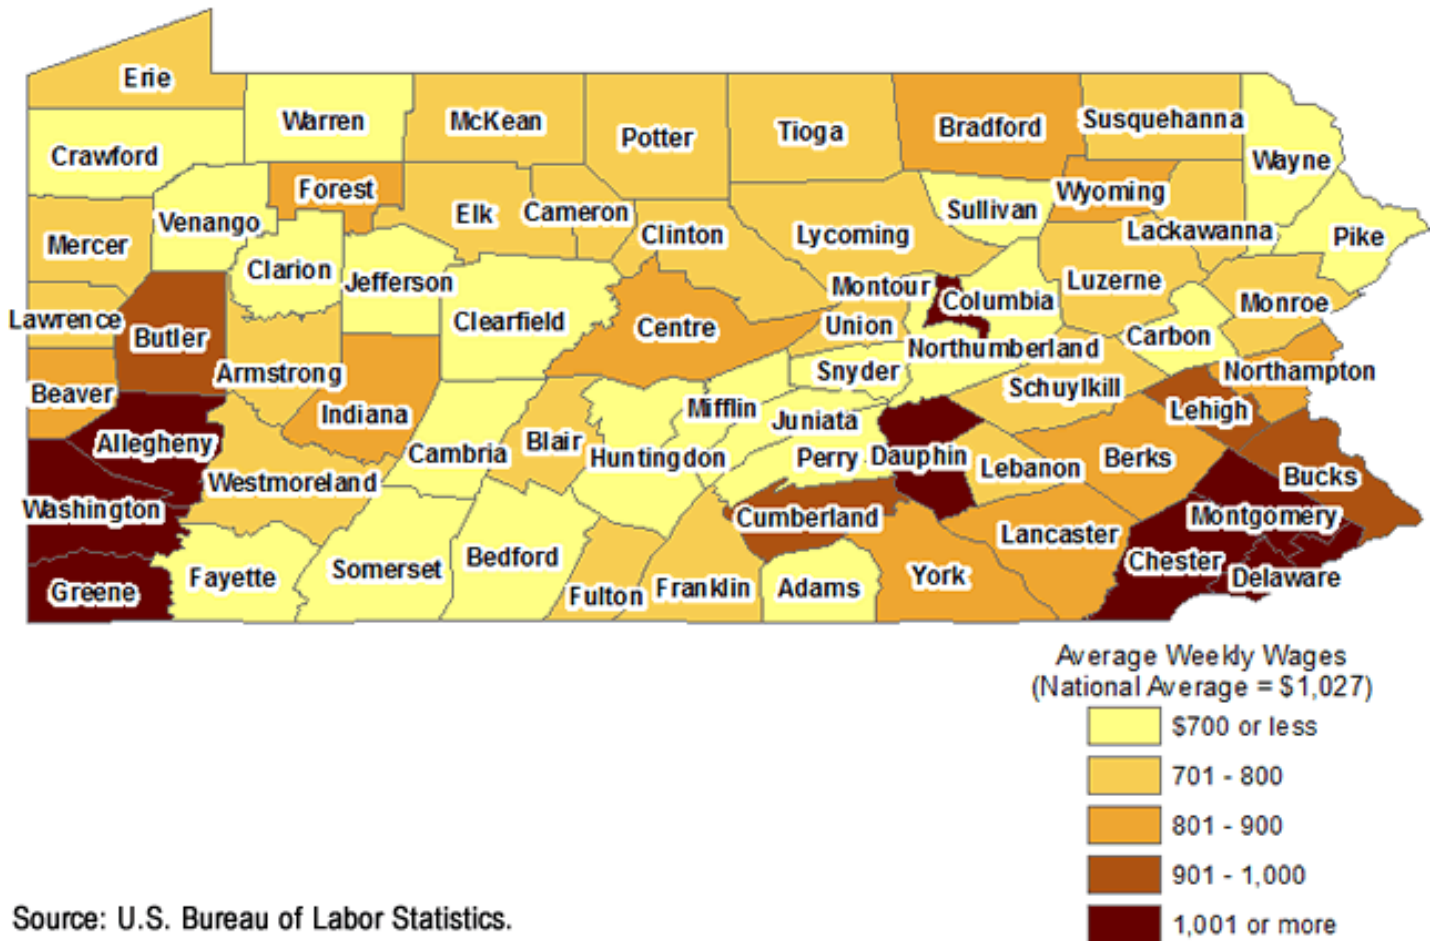 Erie
Warren
McKean
Potter
Tioga
Bradford
Susquehanna
Wayne
Crawford
Forest
Wyoming
Venango
Elk
Cameron
Sullivan
Mercer
Clinton
Lycoming
Lackawanna
Pike
Clarion
Jefferson
Montour
Columbia
Luzerne
Monroe
Lawrence
Butler
Clearfield
Centre
Union
Carbon
Northumberland
Beaver
Armstrong
Snyder
Schuylkill
Northampton
Indiana
Mifflin
Juniata
Lehigh
Allegheny
Cambria
Blair
Huntingdon
Perry
Dauphin
Lebanon
Berks
Westmoreland
Bucks
Washington
Cumberland
Montgomery
Lancaster
Greene
Fayette
Somerset
Bedford
Fulton
Franklin
Adams
York
Chester
Delaware
Average Weekly Wages
(National Average = $1,027)
$700 or less
701 - 800
801 - 900
901 - 1,000
1,001 or more
Source: U.S. Bureau of Labor Statistics.